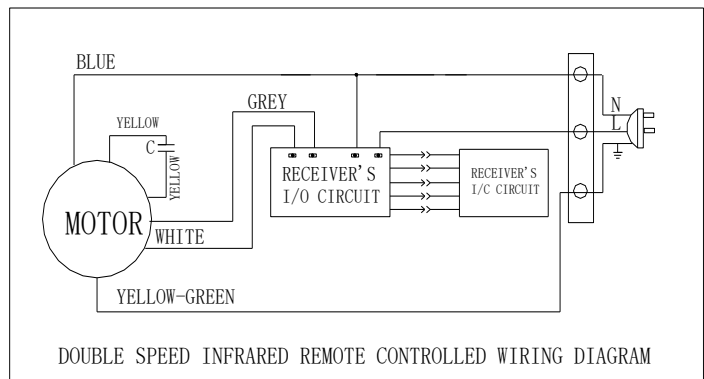 BLUE
GREY
YELLOW
C
YELLOW
N
L
RECEIVER'S
I/O CIRCUIT
RECEIVER'S
I/C CIRCUIT
MOTOR
WHITE
YELLOW-GREEN
DOUBLE SPEED INFRARED REMOTE CONTROLLED WIRING DIAGRAM